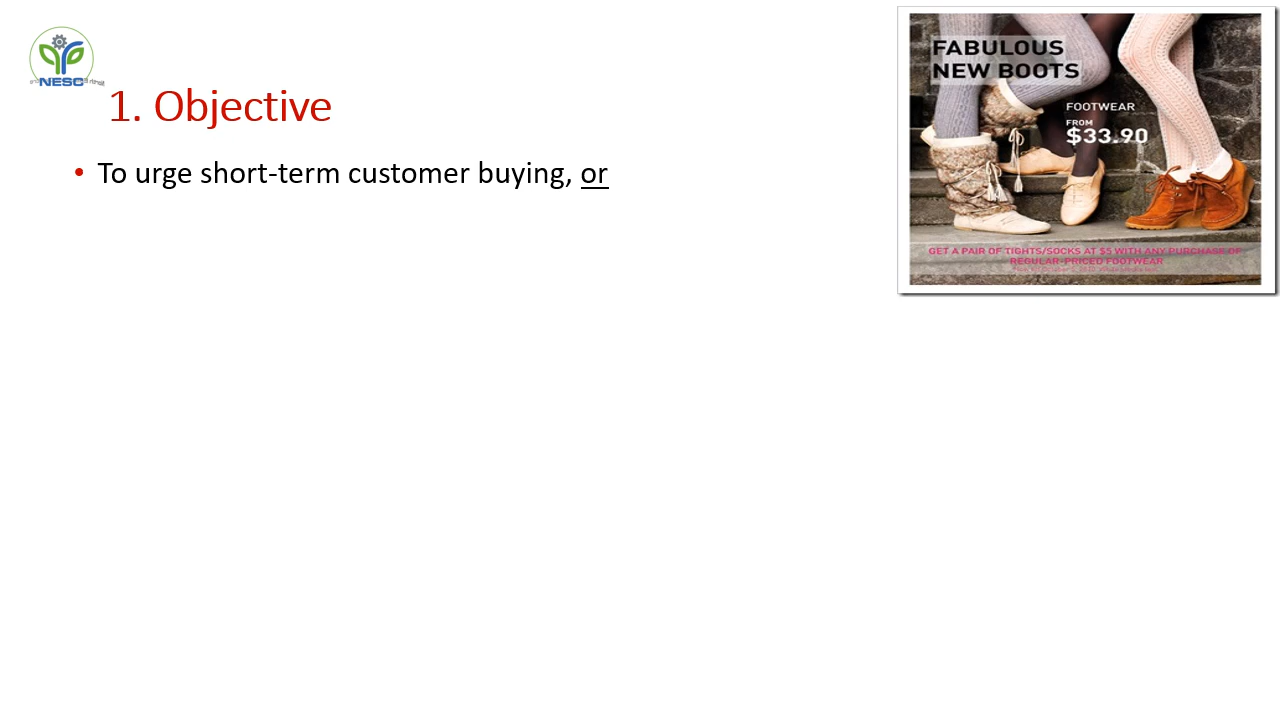 NESC
1. Objective
• To urge short-term customer buying, or
FABULOUS
NEW BOOTS
FOOTWEAR
FROM
$33.90
GET A PAIR OF TIGHTS/SOCKS AT $5 WITH ANY PURCHASE OF
REGULAR-PRICED FOOTWEAR